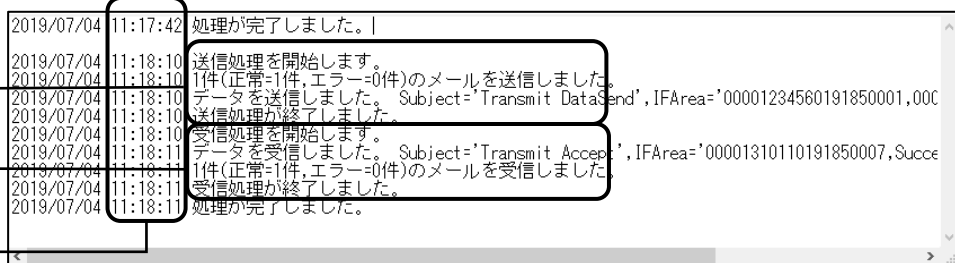 2019/07/04 11:17:42 処理が完了しました。
2019/07/04 11:18:10 送信処理を開始します。
2019/07/04 11:18:10 1件(正常=1件,エラー=0件)のメールを送信しました。
2019/07/04 11:18:10 データを送信しました。 Subject='Transmit DataSend',IFArea='00001234560191850001,000
2019/07/04 11:18:10 送信処理が終了しました。
2019/07/04 11:18:10 受信処理を開始します。
2019/07/04 11:18:11 データを受信しました。 Subject='Transmit Accept',IFArea='00001310110191850007,Succe
2019/07/04 11:18:11 1件(正常=1件,エラー=0件)のメールを受信しました。
2019/07/04 11:18:11 受信処理が終了しました。
2019/07/04 11:18:11 処理が完了しました。